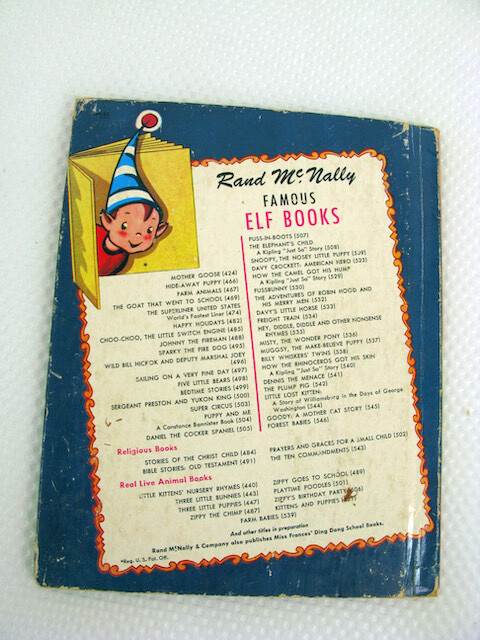 Rand McNally
FAMOUS
ELF BOOKS
MOTHER GOOSE (424)
HIDE-AWAY PUPPY (466)
FARM ANIMALS (467)
THE GOAT THAT WENT TO SCHOOL (469)
THE SUPERLINER UNITED STATES
World's Fastest Liner (474)
HAPPY HOLIDAYS (483)
CHOO-CHOO, THE LITTLE SWITCH ENGINE (485)
JOHNNY THE FIREMAN (488)
SPARKY THE FIRE DOG (495)
WILD BILL HICKOK AND DEPUTY MARSHAL JOEY
(496)
SAILING ON A VERY FINE DAY (497)
FIVE LITTLE BEARS (498)
BEDTIME STORIES (499)
SERGEANT PRESTON AND YUKON KING (500)
SUPER CIRCUS (503)
PUPPY AND ME
A Constance Bannister Book (504)
DANIEL THE COCKER SPANIEL (505)
PUSS-IN-BOOTS (507)
THE ELEPHANT'S CHILD
A Kipling "Just So" Story (508)
SNOOPY, THE NOSEY LITTLE PUPPY (509)
DAVY CROCKETT: AMERICAN HERO (523)
HOW THE CAMEL GOT HIS HUMP
A Kipling "Just So" Story (529)
FUSSBUNNY (530)
THE ADVENTURES OF ROBIN HOOD AND
HIS MERRY MEN (532)
DAVY'S LITTLE HORSE (533)
FREIGHT TRAIN (534)
HEY, DIDDLE, DIDDLE AND OTHER NONSENSE
RHYMES (535)
MISTY, THE WONDER PONY (536)
MUGGSY, THE MAKE-BELIEVE PUPPY (537)
BILLY WHISKERS' TWINS (538)
HOW THE RHINOCEROS GOT HIS SKIN
A Kipling "Just So" Story (540)
DENNIS THE MENACE (541)
THE PLUMP PIG (542)
LITTLE LOST KITTEN:
A Story of Williamsburg in the Days of George
Washington (544)
GOODY: A MOTHER CAT STORY (545)
FOREST BABIES (546)
Religious Books
STORIES OF THE CHRIST CHILD (484)
BIBLE STORIES: OLD TESTAMENT (491)
PRAYERS AND GRACES FOR A SMALL CHILD (502)
THE TEN COMMANDMENTS (543)
Real Live Animal Books
LITTLE KITTENS' NURSERY RHYMES (440)
THREE LITTLE BUNNIES (443)
THREE LITTLE PUPPIES (447)
ZIPPY THE CHIMP (487)
ZIPPY GOES TO SCHOOL (489)
PLAYTIME POODLES (501)
ZIPPY'S BIRTHDAY PARTY
KITTENS AND PUPPIES
FARM BABIES (539)
And other titles in preparation
Rand McNally & Company also publishes Miss Frances' Ding Dong School Books.
*Reg. U.S. Pat. Off.